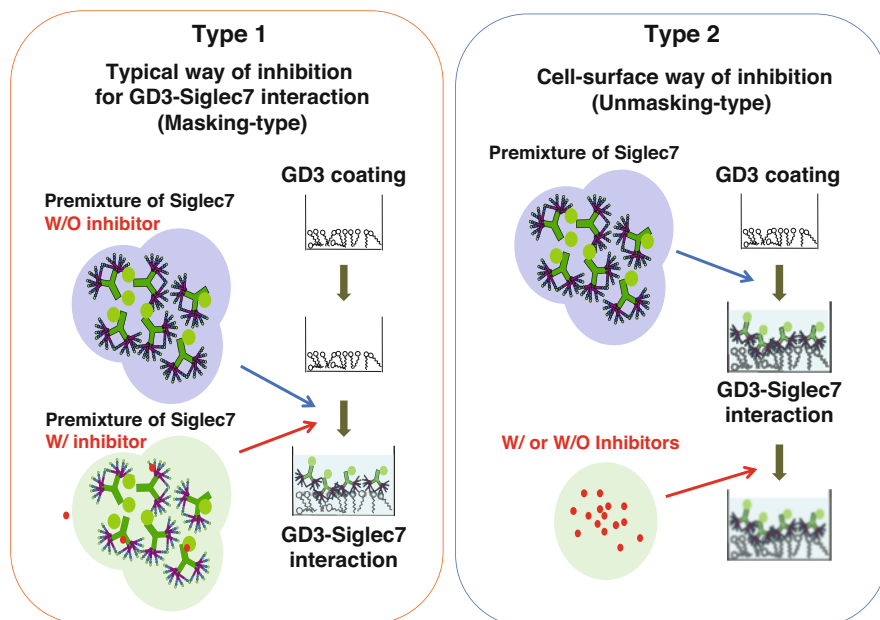 Type 1
Typical way of inhibition
for GD3-Siglec7 interaction
(Masking-type)
Premixture of Siglec7
W/O inhibitor
GD3 coating
Premixture of Siglec7
W/ inhibitor
GD3-Siglec7
interaction
Type 2
Cell-surface way of inhibition
(Unmasking-type)
Premixture of Siglec7
GD3 coating
GD3-Siglec7
interaction
W/ or W/O Inhibitors